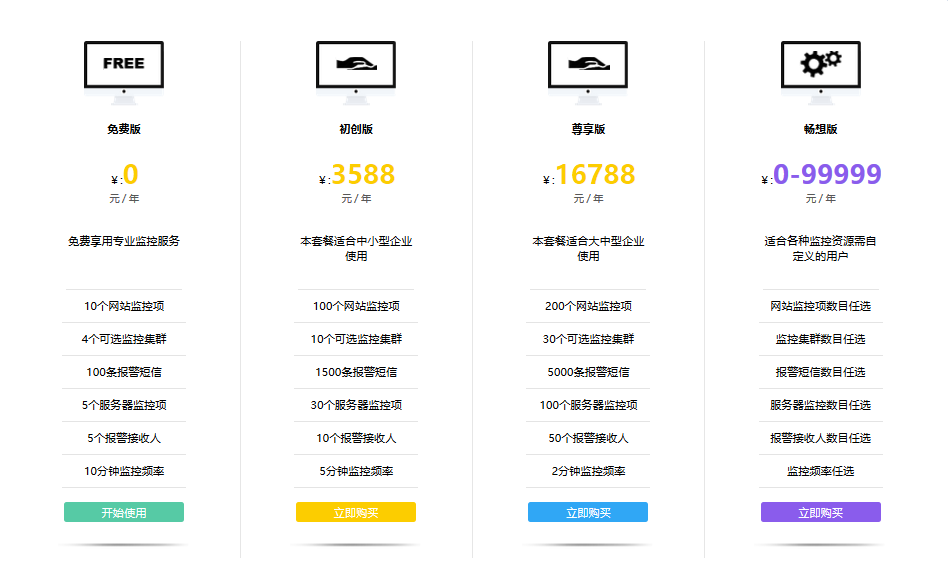 FREE
免费版
¥ :0
元 / 年
免费享用专业监控服务
10个网站监控项
4个可选监控集群
100条报警短信
5个服务器监控项
5个报警接收人
10分钟监控频率
开始使用
初创版
¥ :3588
元 / 年
本套餐适合中小型企业
使用
100个网站监控项
10个可选监控集群
1500条报警短信
30个服务器监控项
10个报警接收人
5分钟监控频率
立即购买
尊享版
¥ :16788
元 / 年
本套餐适合大中型企业
使用
200个网站监控项
30个可选监控集群
5000条报警短信
100个服务器监控项
50个报警接收人
2分钟监控频率
立即购买
畅想版
¥ :0-99999
元 / 年
适合各种监控资源需自
定义的用户
网站监控项数目任选
监控集群数目任选
报警短信数目任选
服务器监控数目任选
报警接收人数目任选
监控频率任选
立即购买